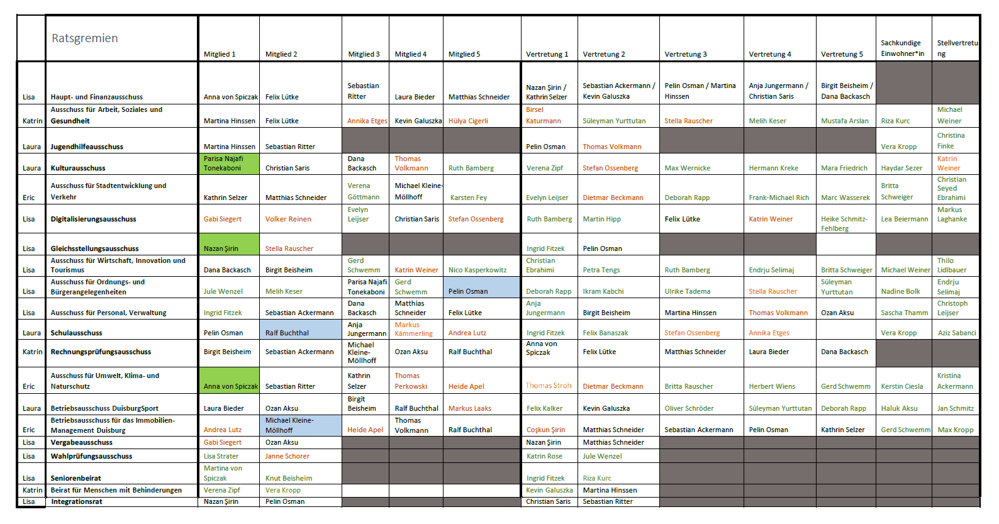 Ratsgremien Mitglied 1 Mitglied 2 Mitglied 3 Mitglied 4 Mitglied 5 Vertretung 1 Vertretung 2 Vertretung 3 Vertretung 4 Vertretung 5 Sachkundige Einwohner*in Stellvertretu ng
Lisa Haupt- und Finanzausschuss Anna von Spiczak Felix Lütke Sebastian Ritter Laura Bieder Matthias Schneider Nazan Şirin / Kathrin Selzer Sebastian Ackermann / Kevin Galuszka Pelin Osman / Martina Hinssen Anja Jungermann / Christian Saris Birgit Beisheim / Dana Backasch
Katrin Ausschuss für Arbeit, Soziales und Gesundheit Martina Hinssen Felix Lütke Annika Etges Kevin Galuszka Hülya Cigerli Birsel Katurmann Süleyman Yurttutan Stella Rauscher Melih Keser Mustafa Arslan Riza Kurc Michael Weiner
Laura Jugendhilfeausschuss Martina Hinssen Sebastian Ritter Pelin Osman Thomas Volkmann Vera Kropp Christina Finke
Laura Kulturausschuss Parisa Najafi Tonekaboni Christian Saris Dana Backasch Thomas Volkmann Ruth Bamberg Verena Zipf Stefan Ossenberg Max Wernicke Hermann Kreke Mara Friedrich Haydar Sezer Katrin Weiner
Eric Ausschuss für Stadtentwicklung und Verkehr Kathrin Selzer Matthias Schneider Verena Göttmann Michael Kleine-Möllhoff Karsten Fey Evelyn Leijser Dietmar Beckmann Deborah Rapp Frank-Michael Rich Marc Wasserek Britta Schweiger Christian Seyed Ebrahimi
Lisa Digitalisierungsausschuss Gabi Siegert Volker Reinen Evelyn Leijser Christian Saris Stefan Ossenberg Ruth Bamberg Martin Hipp Felix Lütke Katrin Weiner Heike Schmitz-Fehlberg Lea Beiermann Markus Laghanke
Lisa Gleichsstellungsausschuss Nazan Şirin Stella Rauscher Ingrid Fitzek Pelin Osman
Lisa Ausschuss für Wirtschaft, Innovation und Tourismus Dana Backasch Birgit Beisheim Gerd Schwemm Katrin Weiner Nico Kasperkowitz Christian Ebrahimi Petra Tengs Ruth Bamberg Endrju Selimaj Britta Schweiger Michael Weiner Thilo Lidlbauer
Lisa Ausschuss für Ordnungs- und Bürgerangelegenheiten Jule Wenzel Melih Keser Parisa Najafi Tonekaboni Gerd Schwemm Pelin Osman Deborah Rapp Ikram Kabchi Ulrike Tadema Stella Rauscher Süleyman Yurttutan Nadine Bolk Endrju Selimaj
Lisa Ausschuss für Personal, Verwaltung Ingrid Fitzek Sebastian Ackermann Dana Backasch Matthias Schneider Felix Lütke Anja Jungermann Birgit Beisheim Martina Hinssen Thomas Volkmann Ozan Aksu Sascha Thamm Christoph Leijser
Laura Schulausschuss Pelin Osman Ralf Buchthal Anja Jungermann Markus Kämmerling Andrea Lutz Ingrid Fitzek Felix Banaszak Stefan Ossenberg Annika Etges Vera Kropp Aziz Sabanci
Katrin Rechnungsprüfungsausschuss Birgit Beisheim Sebastian Ackermann Michael Kleine-Möllhoff Ozan Aksu Ralf Buchthal Anna von Spiczak Felix Lütke Matthias Schneider Laura Bieder Dana Backasch
Eric Ausschuss für Umwelt, Klima- und Naturschutz Anna von Spiczak Sebastian Ritter Kathrin Selzer Thomas Perkowski Heide Apel Thomas Stroh Dietmar Beckmann Britta Rauscher Herbert Wiens Gerd Schwemm Kerstin Ciesla Kristina Ackermann
Laura Betriebsausschuss DuisburgSport Laura Bieder Ozan Aksu Birgit Beisheim Ralf Buchthal Markus Laaks Felix Kalker Kevin Galuszka Oliver Schröder Süleyman Yurttutan Deborah Rapp Haluk Aksu Jan Schmitz
Eric Betriebsausschuss für das Immobilien-Management Duisburg Andrea Lutz Michael Kleine-Möllhoff Heide Apel Thomas Volkmann Ralf Buchthal Coşkun Şirin Matthias Schneider Sebastian Ackermann Pelin Osman Kathrin Selzer Gerd Schwemm Max Kropp
Lisa Vergabeausschuss Gabi Siegert Ozan Aksu Nazan Şirin Matthias Schneider
Lisa Wahlprüfungsausschuss Lisa Strater Janne Schorer Katrin Rose Jule Wenzel
Lisa Seniorenbeirat Martina von Spiczak Knut Beisheim Ingrid Fitzek Riza Kurc
Katrin Beirat für Menschen mit Behinderungen Verena Zipf Vera Kropp Kevin Galuszka Martina Hinssen
Lisa Integrationsrat Nazan Şirin Pelin Osman Christian Saris Sebastian Ritter